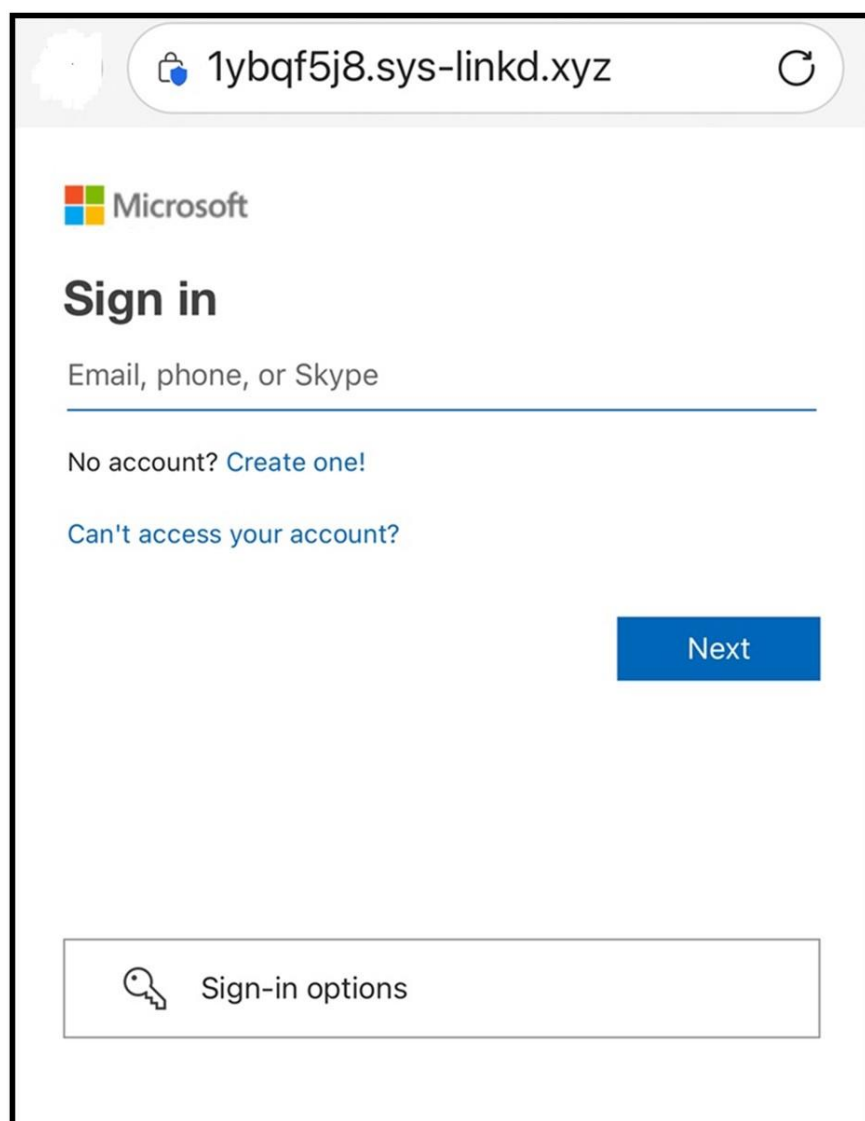 1ybqf5j8.sys-linkd.xyz
Microsoft
Sign in
Email, phone, or Skype
No account? Create one!
Can't access your account?
Next
Sign-in options